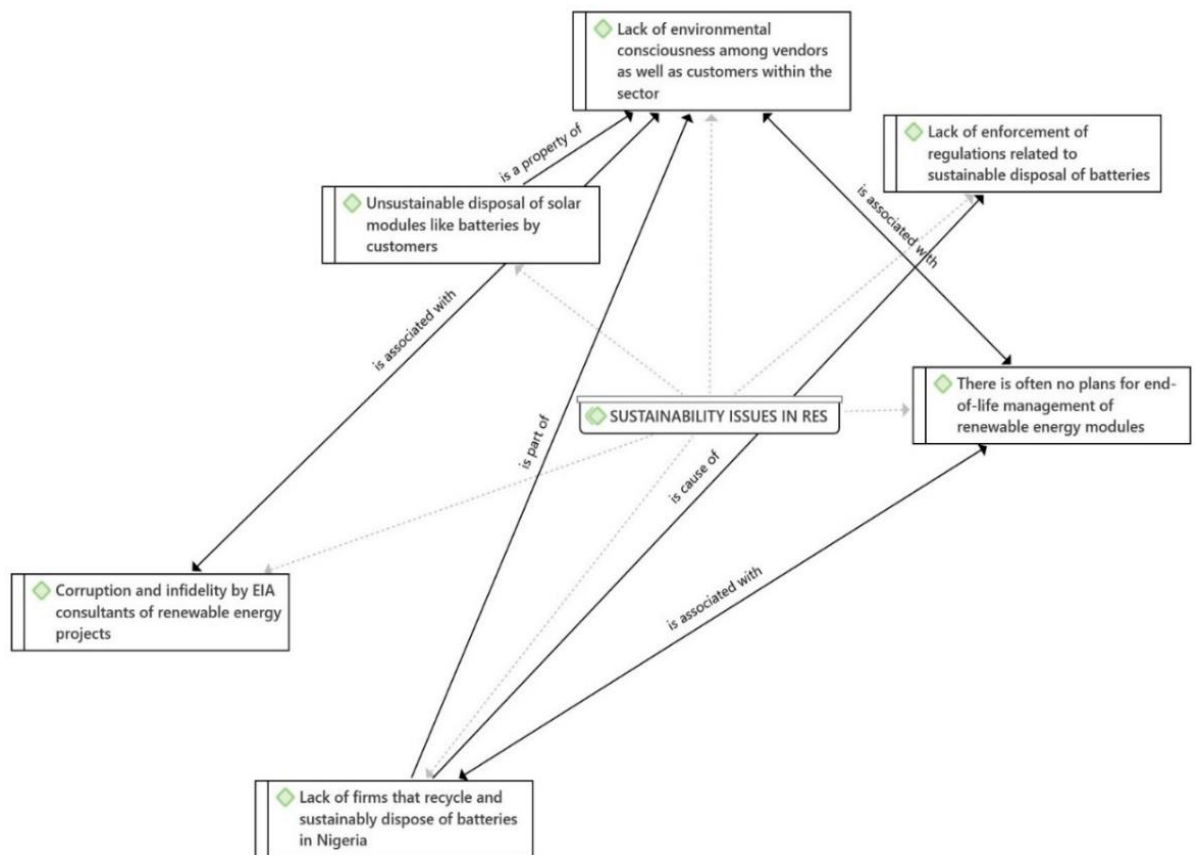 Lack of environmental
consciousness among vendors
as well as customers within the
sector
Lack of enforcement of
regulations related to
sustainable disposal of batteries
is a property of
Unsustainable disposal of solar
modules like batteries by
customers
is associated with
is associated with
There is often no plans for end-
of-life management of
renewable energy modules
SUSTAINABILITY ISSUES IN RES
is part of
is cause of
is associated with
Corruption and infidelity by EIA
consultants of renewable energy
projects
Lack of firms that recycle and
sustainably dispose of batteries
in Nigeria